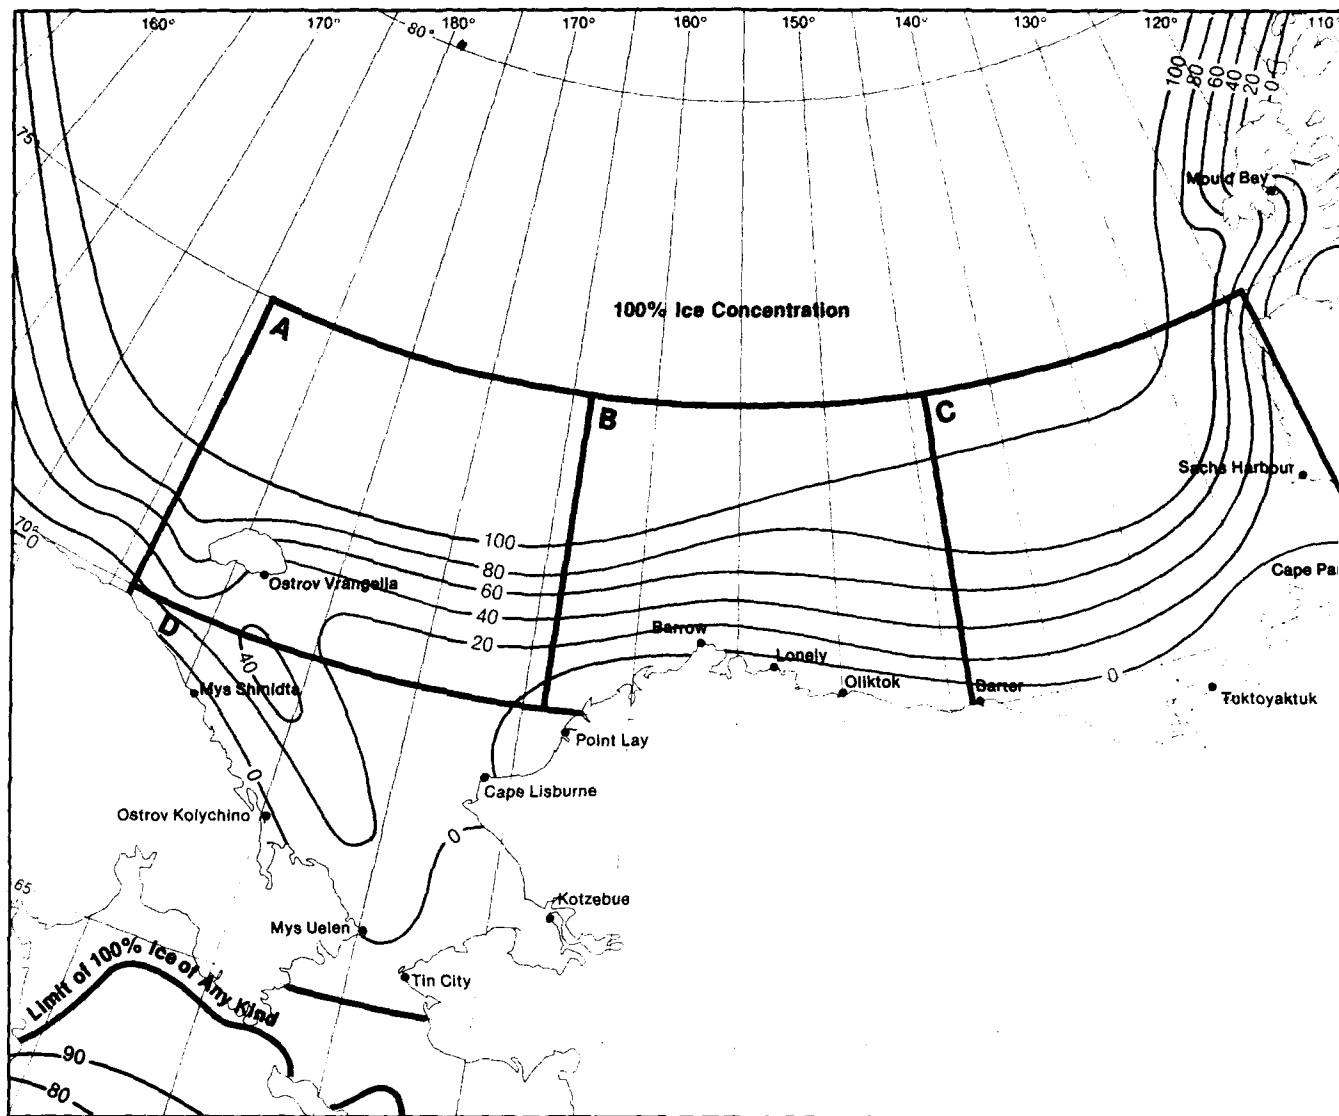 160° 170° 180° 170° 160° 150° 140° 130° 120° 110°
80°
100 80 60 40 20 0
75°
Mould Bay
100% Ice Concentration
A
B
C
Sachs Harbour
70°
0
100
80
60
40
20
Ostrov Vrangelia
Cape Par
D
Barrow
Lonely
40
Mys Shmidta
Oliktok
Barter
0
Tuktoyaktuk
Point Lay
0
Cape Lisburne
Ostrov Kolychino
0
65
Kotzebue
Mys Uelen
Tin City
Limit of 100% Ice of Any Kind
90
80